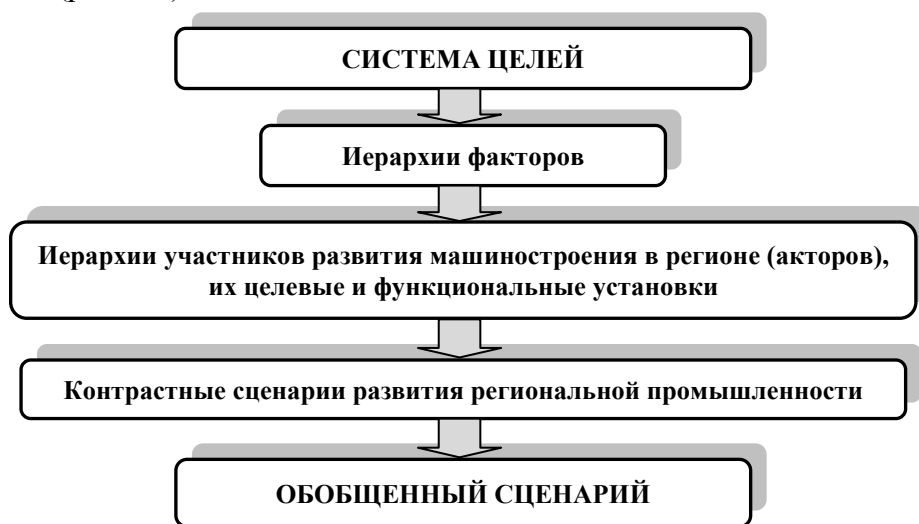 СИСТЕМА ЦЕЛЕЙ
Иерархии факторов
Иерархии участников развития машиностроения в регионе (акторов),
их целевые и функциональные установки
Контрастные сценарии развития региональной промышленности
ОБОБЩЕННЫЙ СЦЕНАРИЙ